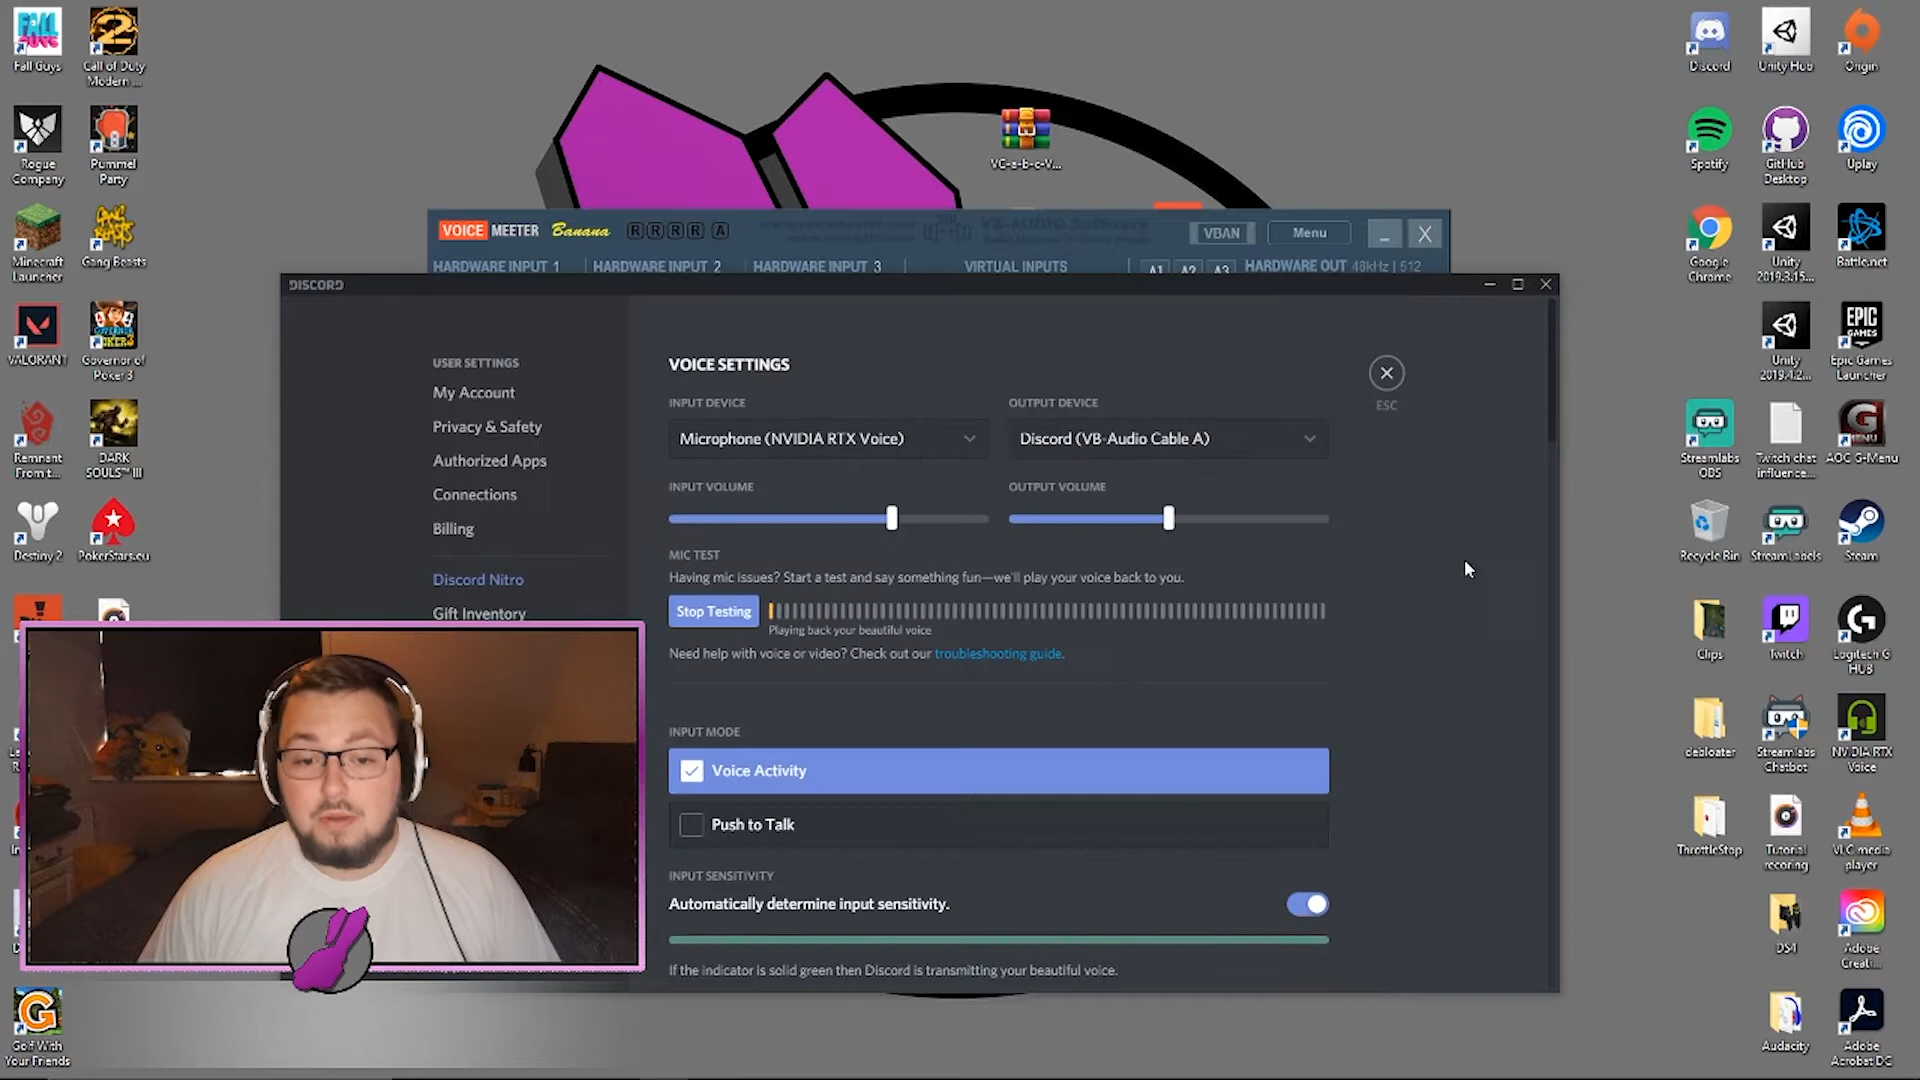 Fall Guys
Call of Duty
Modern ...
Rogue
Company
Pummel
Party
Minecraft
Launcher
Gang Beasts
VALORANT
Governor of
Poker 3
Remnant
From t...
DARK
SOULS™ III
Destiny 2
PokerStars.eu
Golf With
Your Friends
VC-a-b-c-V...
VOICE MEETER Banana R R R R A
VBAN
Menu
X
HARDWARE INPUT 1
HARDWARE INPUT 2
HARDWARE INPUT 3
VIRTUAL INPUTS
A1 A2 A3
HARDWARE OUT 48kHz | 512
DISCORD
USER SETTINGS
My Account
Privacy & Safety
Authorized Apps
Connections
Billing
Discord Nitro
Gift Inventory
VOICE SETTINGS
ESC
INPUT DEVICE
OUTPUT DEVICE
Microphone (NVIDIA RTX Voice)
Discord (VB-Audio Cable A)
INPUT VOLUME
OUTPUT VOLUME
MIC TEST
Having mic issues? Start a test and say something fun—we'll play your voice back to you.
Stop Testing
Playing back your beautiful voice
Need help with voice or video? Check out our troubleshooting guide.
INPUT MODE
Voice Activity
Push to Talk
INPUT SENSITIVITY
Automatically determine input sensitivity.
If the indicator is solid green then Discord is transmitting your beautiful voice.
Discord
Unity Hub
Origin
Spotify
GitHub
Desktop
Uplay
Google
Chrome
Unity
2019.3.15...
Battle.net
Unity
2019.4.2...
EPIC
GAMES
Epic Games
Launcher
Streamlabs
OBS
Twitch chat
influence...
MENU
AOC G-Menu
Recycle Bin
StreamLabels
Steam
Clips
Twitch
Logitech G
HUB
debloater
Streamlabs
Chatbot
NVIDIA RTX
Voice
ThrottleStop
Tutorial
recoring
VLC media
player
DS4
Adobe
Creati...
Audacity
Adobe
Acrobat DC